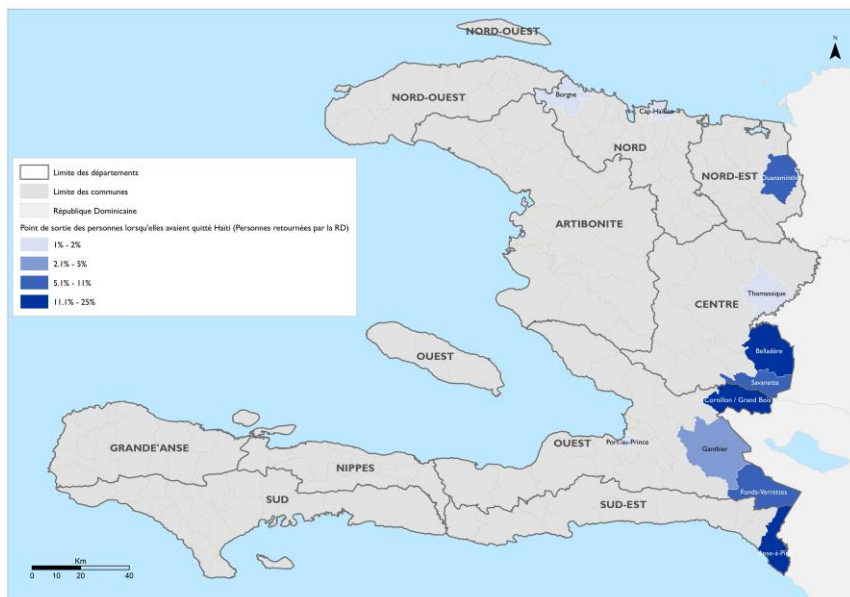 NORD-OUEST
N
NORD-OUEST
Borgne
Cap-Haïtien
NORD
NORD-EST
Ouanaminthe
Limite des départements
Limite des communes
République Dominicaine
Point de sortie des personnes lorsqu'elles avaient quitté Haïti (Personnes retournées par la RD)
1% - 2%
2.1% - 5%
5.1% - 11%
11.1% - 25%
ARTIBONITE
CENTRE
Thomassique
Belladère
Savanette
Cornillon / Grand Bois
OUEST
GRANDE'ANSE
NIPPES
OUEST
Port-au-Prince
Ganthier
Fonds-Verrettes
SUD
SUD-EST
Anse-à-Pit
Km
0 10 20 40